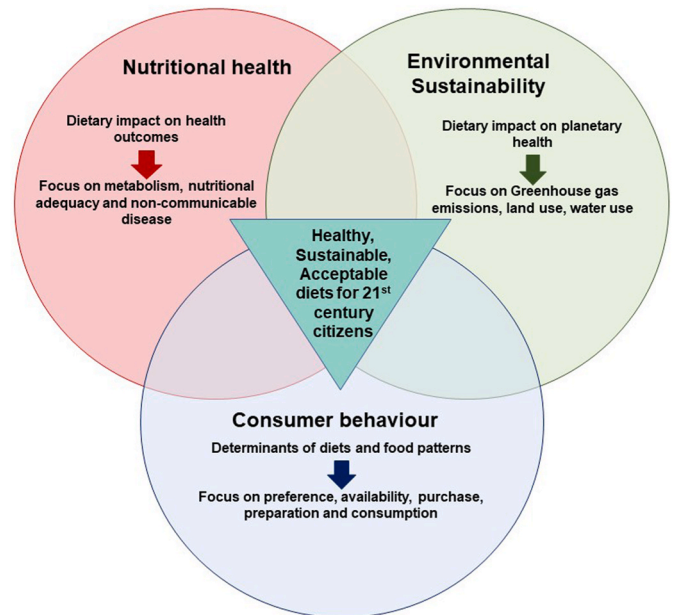 Nutritional health
Dietary impact on health
outcomes
Focus on metabolism, nutritional
adequacy and non-communicable
disease
Environmental
Sustainability
Dietary impact on planetary
health
Focus on Greenhouse gas
emissions, land use, water use
Healthy,
Sustainable,
Acceptable
diets for 21st
century
citizens
Consumer behaviour
Determinants of diets and food patterns
Focus on preference, availability, purchase,
preparation and consumption